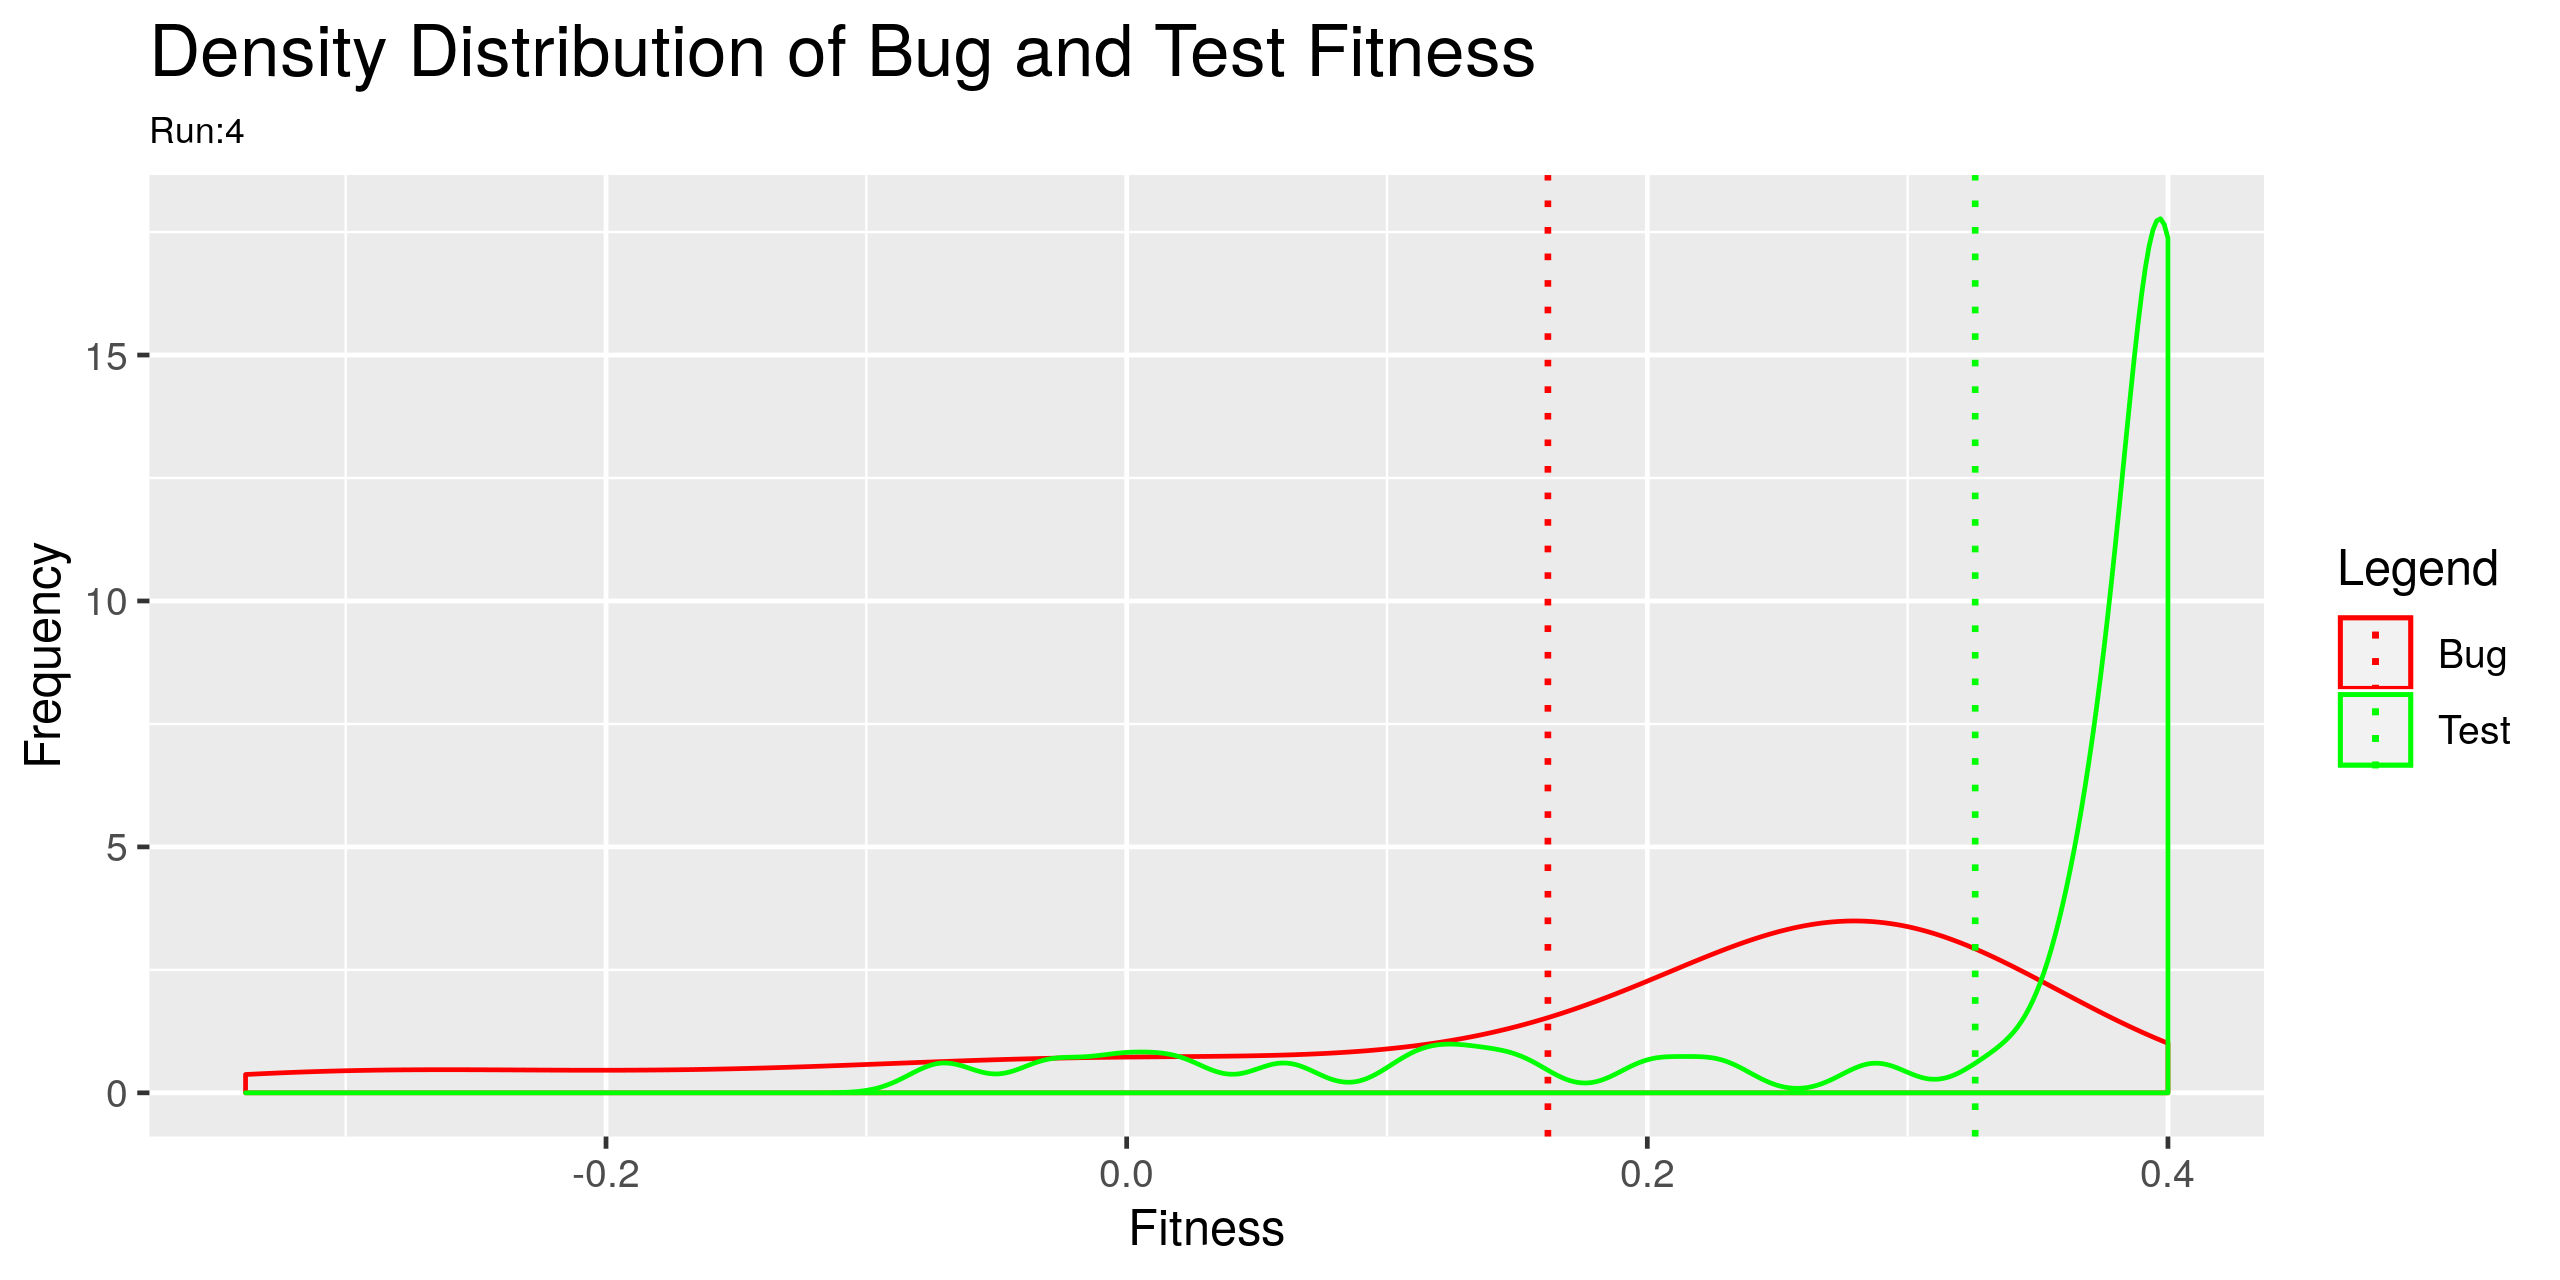 Density Distribution of Bug and Test Fitness
Run:4
Frequency
15
10
5
0
-0.2
0.0
0.2
0.4
Fitness
Legend
Bug
Test